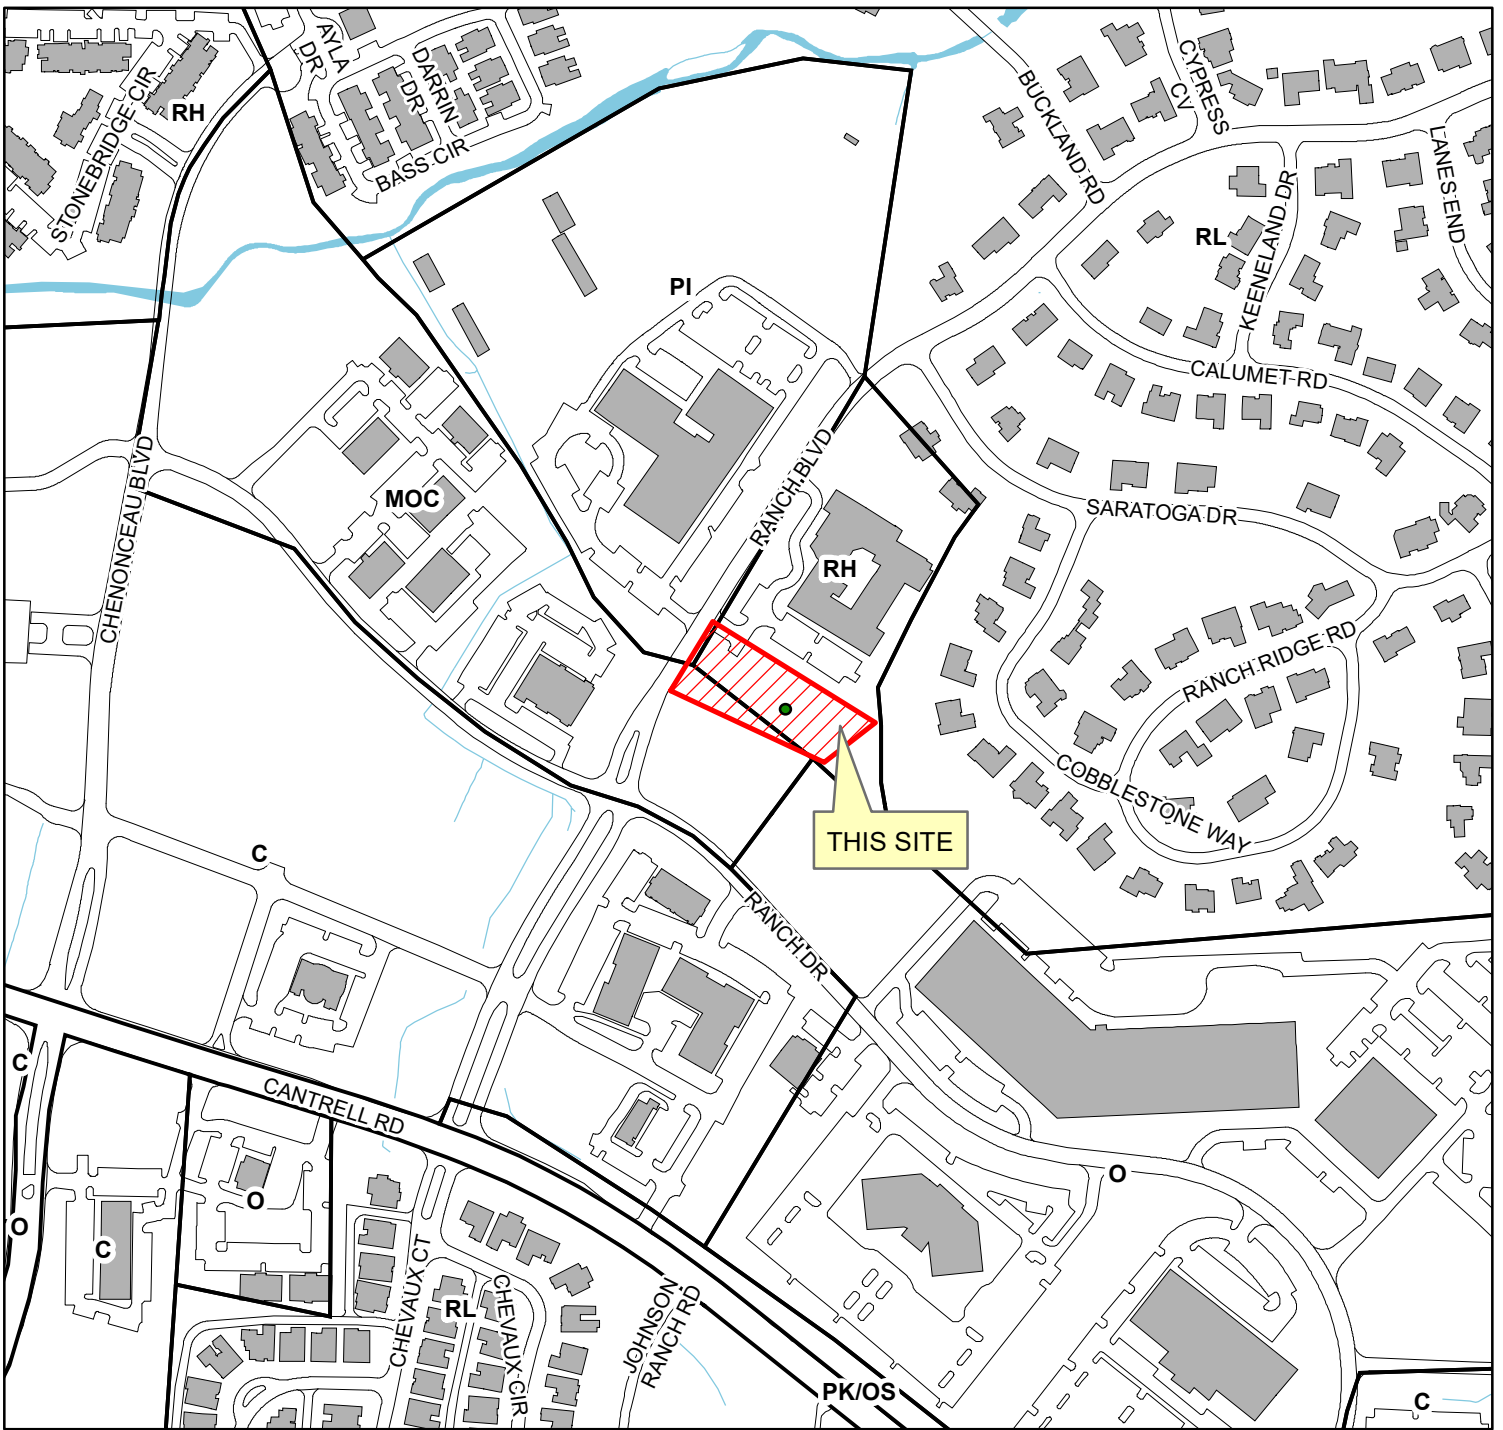 AYLA
DR
DARRIN
DR
STONEBRIDGE CIR
RH
BASS CIR
BUCKLAND RD
CYPRESS
CV
LANES END
KEENELAND DR
RL
PI
CALUMET RD
RANCH BLVD
CHENONCEAU BLVD
MOC
SARATOGA DR
RH
RANCH RIDGE RD
COBBLESTONE WAY
THIS SITE
C
RANCH DR
C
CANTRELL RD
O
O
O
C
CHEVAUX CT
RL
CHEVAUX CIR
JOHNSON
RANCH RD
PK/OS
C